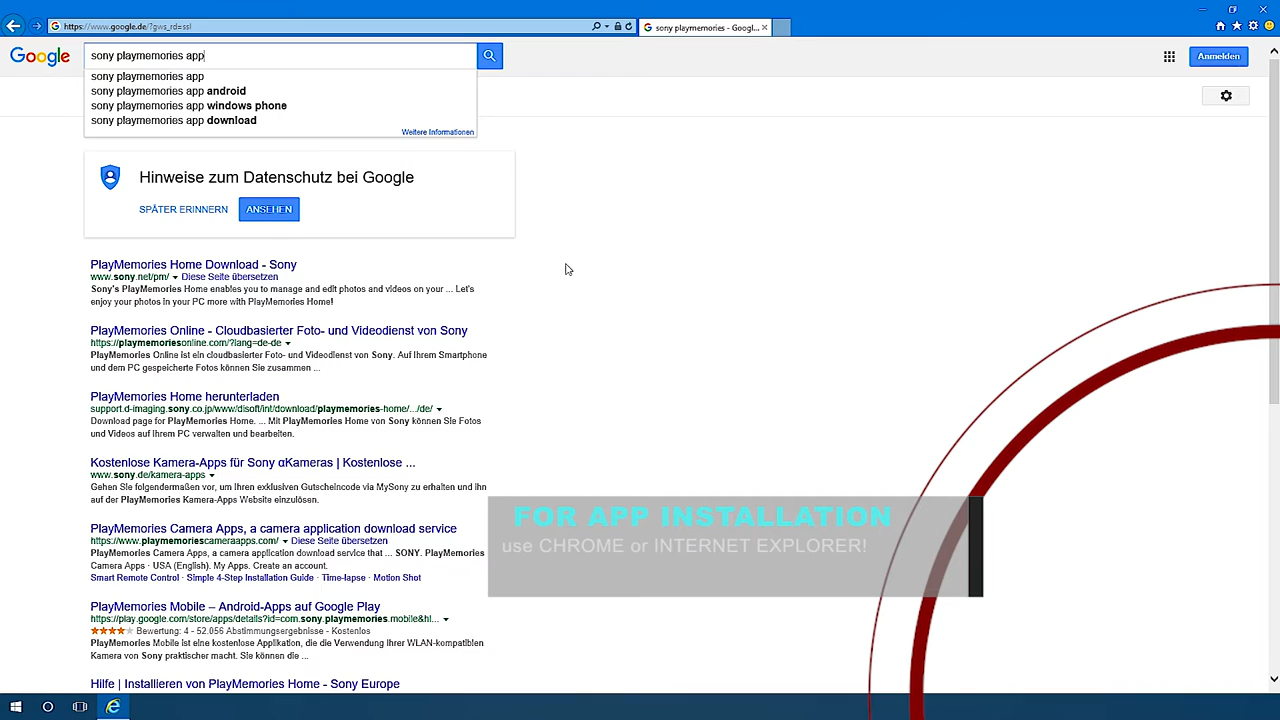 https://www.google.de/?gws_rd=ssl
sony playmemories - Googl...
Google
sony playmemories app
Anmelden
sony playmemories app
sony playmemories app android
sony playmemories app windows phone
sony playmemories app download
Weitere Informationen
Hinweise zum Datenschutz bei Google
SPÄTER ERINNERN
ANSEHEN
PlayMemories Home Download - Sony
www.sony.net/pm/ Diese Seite übersetzen
Sony's PlayMemories Home enables you to manage and edit photos and videos on your ... Let's
enjoy your photos in your PC more with PlayMemories Home!
PlayMemories Online - Cloudbasierter Foto- und Videodienst von Sony
https://playmemoriesonline.com/?lang=de-de
PlayMemories Online ist ein cloudbasierter Foto- und Videodienst von Sony. Auf Ihrem Smartphone
und dem PC gespeicherte Fotos können Sie zusammen ...
PlayMemories Home herunterladen
support.d-imaging.sony.co.jp/www/disoft/int/download/playmemories-home/.../de/
Download page for PlayMemories Home. ... Mit PlayMemories Home von Sony können Sie Fotos
und Videos auf Ihrem PC verwalten und bearbeiten.
Kostenlose Kamera-Apps für Sony αKameras | Kostenlose ...
www.sony.de/kamera-apps
Gehen Sie folgendermaßen vor, um Ihren exklusiven Gutscheincode via MySony zu erhalten und ihn
auf der PlayMemories Kamera-Apps Website einzulösen.
FOR APP INSTALLATION
use CHROME or INTERNET EXPLORER!
PlayMemories Camera Apps, a camera application download service
https://www.playmemoriescameraapps.com/ Diese Seite übersetzen
PlayMemories Camera Apps, a camera application download service that ... SONY. PlayMemories
Camera Apps · USA (English). My Apps. Create an account.
Smart Remote Control · Simple 4-Step Installation Guide · Time-lapse · Motion Shot
PlayMemories Mobile – Android-Apps auf Google Play
https://play.google.com/store/apps/details?id=com.sony.playmemories.mobile&hl...
Bewertung: 4 - 52.056 Abstimmungsergebnisse - Kostenlos
PlayMemories Mobile ist eine kostenlose Applikation, die die Verwendung Ihrer WLAN-kompatiblen
Kamera von Sony praktischer macht. Sie können die ...
Hilfe | Installieren von PlayMemories Home - Sony Europe